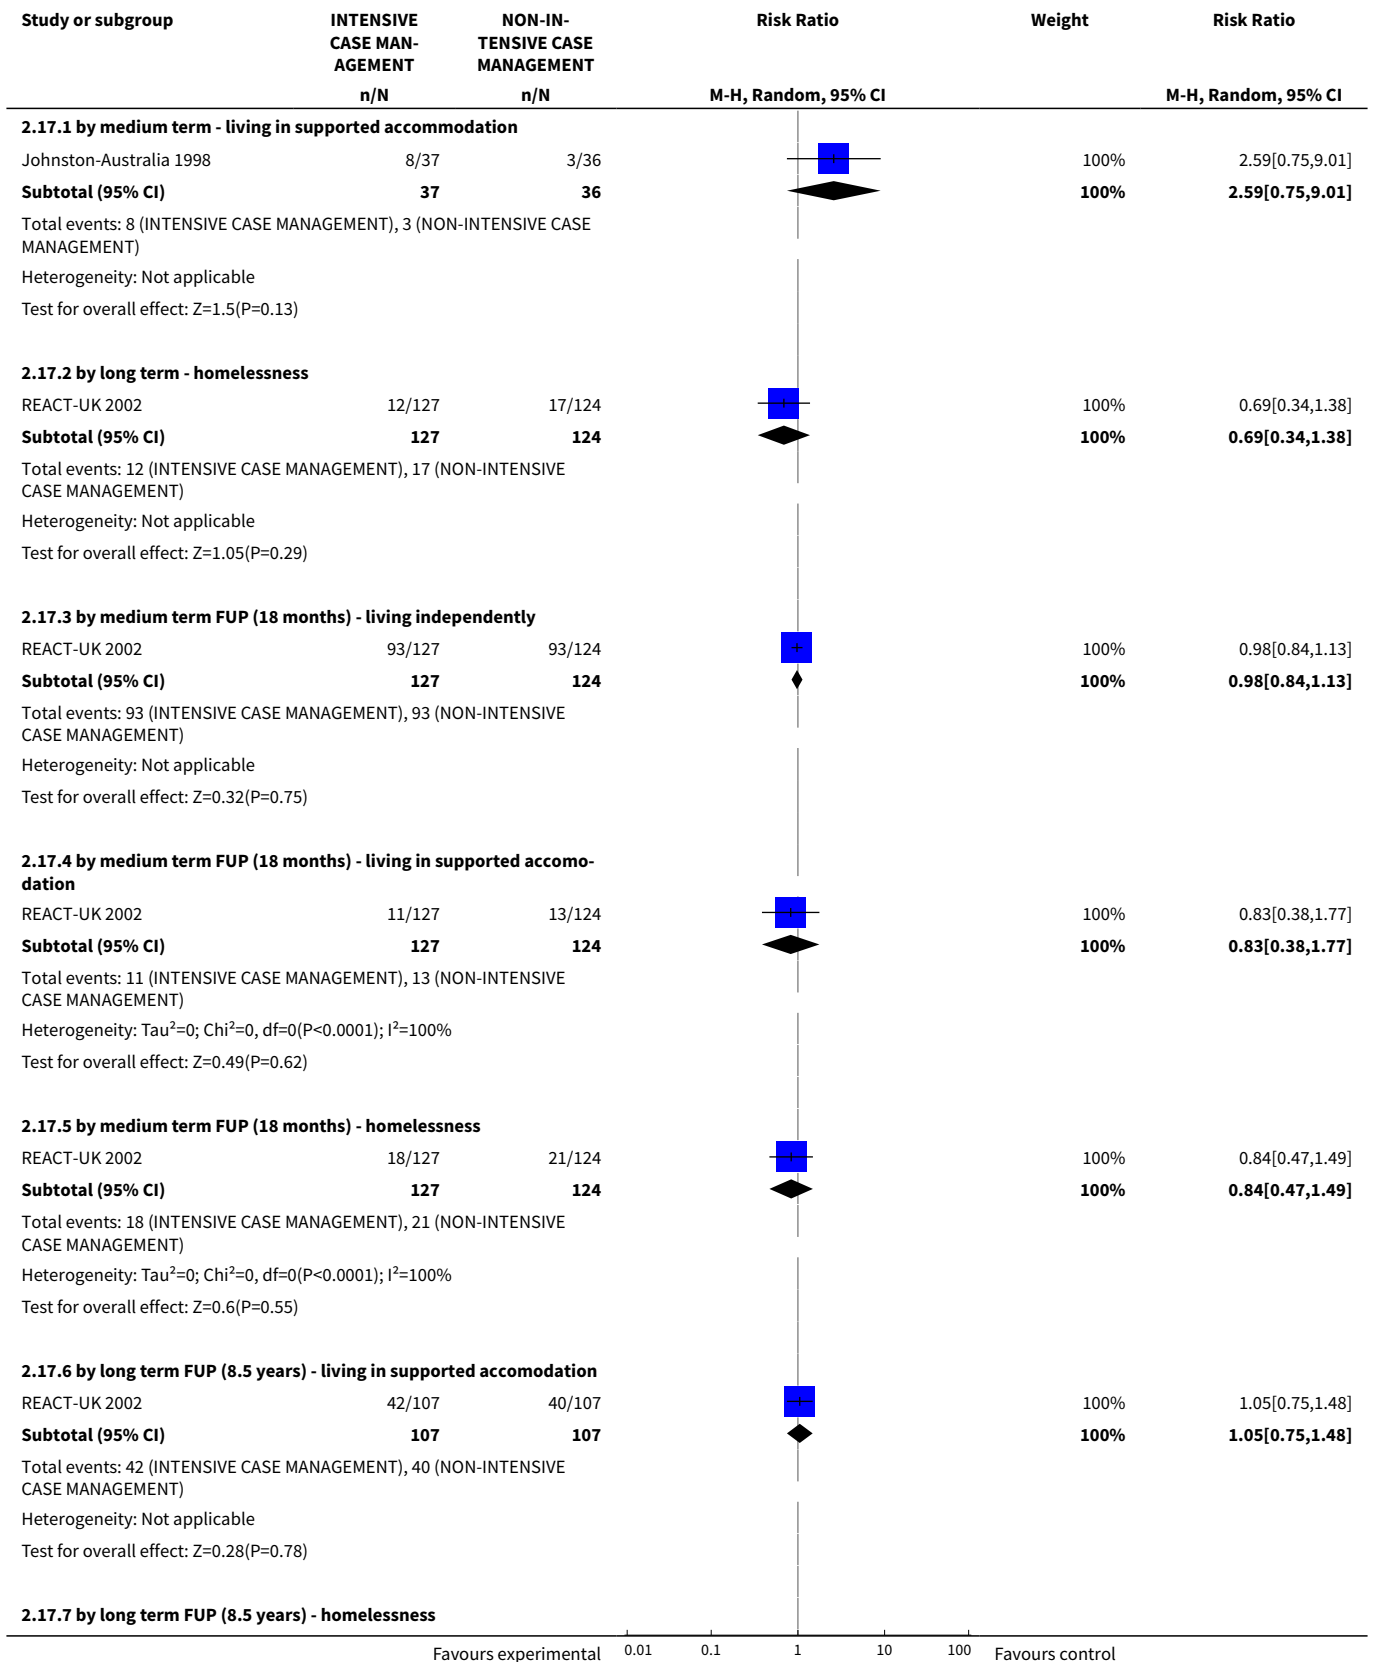 Study or subgroup INTENSIVE CASE MAN-AGEMENT NON-IN-TENSIVE CASE MANAGEMENT Risk Ratio Weight Risk Ratio
n/N n/N M-H, Random, 95% CI M-H, Random, 95% CI
2.17.1 by medium term - living in supported accommodation
Johnston-Australia 1998 8/37 3/36 100% 2.59[0.75,9.01]
Subtotal (95% CI) 37 36 100% 2.59[0.75,9.01]
Total events: 8 (INTENSIVE CASE MANAGEMENT), 3 (NON-INTENSIVE CASE
MANAGEMENT)
Heterogeneity: Not applicable
Test for overall effect: Z=1.5(P=0.13)
2.17.2 by long term - homelessness
REACT-UK 2002 12/127 17/124 100% 0.69[0.34,1.38]
Subtotal (95% CI) 127 124 100% 0.69[0.34,1.38]
Total events: 12 (INTENSIVE CASE MANAGEMENT), 17 (NON-INTENSIVE
CASE MANAGEMENT)
Heterogeneity: Not applicable
Test for overall effect: Z=1.05(P=0.29)
2.17.3 by medium term FUP (18 months) - living independently
REACT-UK 2002 93/127 93/124 100% 0.98[0.84,1.13]
Subtotal (95% CI) 127 124 100% 0.98[0.84,1.13]
Total events: 93 (INTENSIVE CASE MANAGEMENT), 93 (NON-INTENSIVE
CASE MANAGEMENT)
Heterogeneity: Not applicable
Test for overall effect: Z=0.32(P=0.75)
2.17.4 by medium term FUP (18 months) - living in supported accomo-
dation
REACT-UK 2002 11/127 13/124 100% 0.83[0.38,1.77]
Subtotal (95% CI) 127 124 100% 0.83[0.38,1.77]
Total events: 11 (INTENSIVE CASE MANAGEMENT), 13 (NON-INTENSIVE
CASE MANAGEMENT)
Heterogeneity: Tau²=0; Chi²=0, df=0(P<0.0001); I²=100%
Test for overall effect: Z=0.49(P=0.62)
2.17.5 by medium term FUP (18 months) - homelessness
REACT-UK 2002 18/127 21/124 100% 0.84[0.47,1.49]
Subtotal (95% CI) 127 124 100% 0.84[0.47,1.49]
Total events: 18 (INTENSIVE CASE MANAGEMENT), 21 (NON-INTENSIVE
CASE MANAGEMENT)
Heterogeneity: Tau²=0; Chi²=0, df=0(P<0.0001); I²=100%
Test for overall effect: Z=0.6(P=0.55)
2.17.6 by long term FUP (8.5 years) - living in supported accomodation
REACT-UK 2002 42/107 40/107 100% 1.05[0.75,1.48]
Subtotal (95% CI) 107 107 100% 1.05[0.75,1.48]
Total events: 42 (INTENSIVE CASE MANAGEMENT), 40 (NON-INTENSIVE
CASE MANAGEMENT)
Heterogeneity: Not applicable
Test for overall effect: Z=0.28(P=0.78)
2.17.7 by long term FUP (8.5 years) - homelessness
Favours experimental 0.01 0.1 1 10 100 Favours control